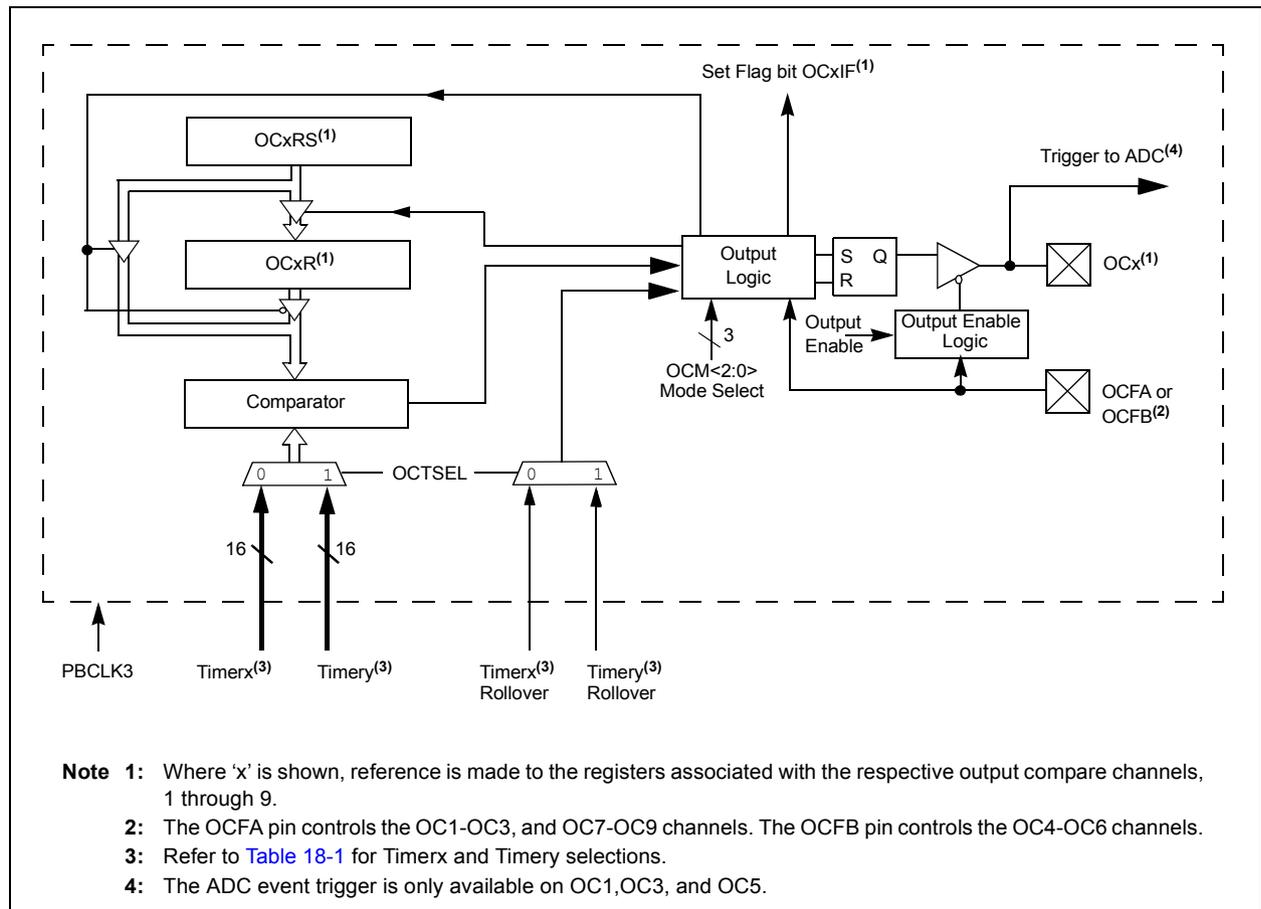 Set Flag bit OCxIF(1)
OCxRS(1)
Trigger to ADC(4)
OCxR(1)
Output
Logic
S Q
R
OCx(1)
Output
Enable
Output Enable
Logic
3
OCM<2:0>
Mode Select
Comparator
OCFA or
OCFB(2)
0 1
OCTSEL
0 1
16
16
PBCLK3
Timerx(3)
Timery(3)
Timerx(3)
Rollover
Timery(3)
Rollover
Note 1: Where ‘x’ is shown, reference is made to the registers associated with the respective output compare channels,
1 through 9.
2: The OCFA pin controls the OC1-OC3, and OC7-OC9 channels. The OCFB pin controls the OC4-OC6 channels.
3: Refer to Table 18-1 for Timerx and Timery selections.
4: The ADC event trigger is only available on OC1,OC3, and OC5.